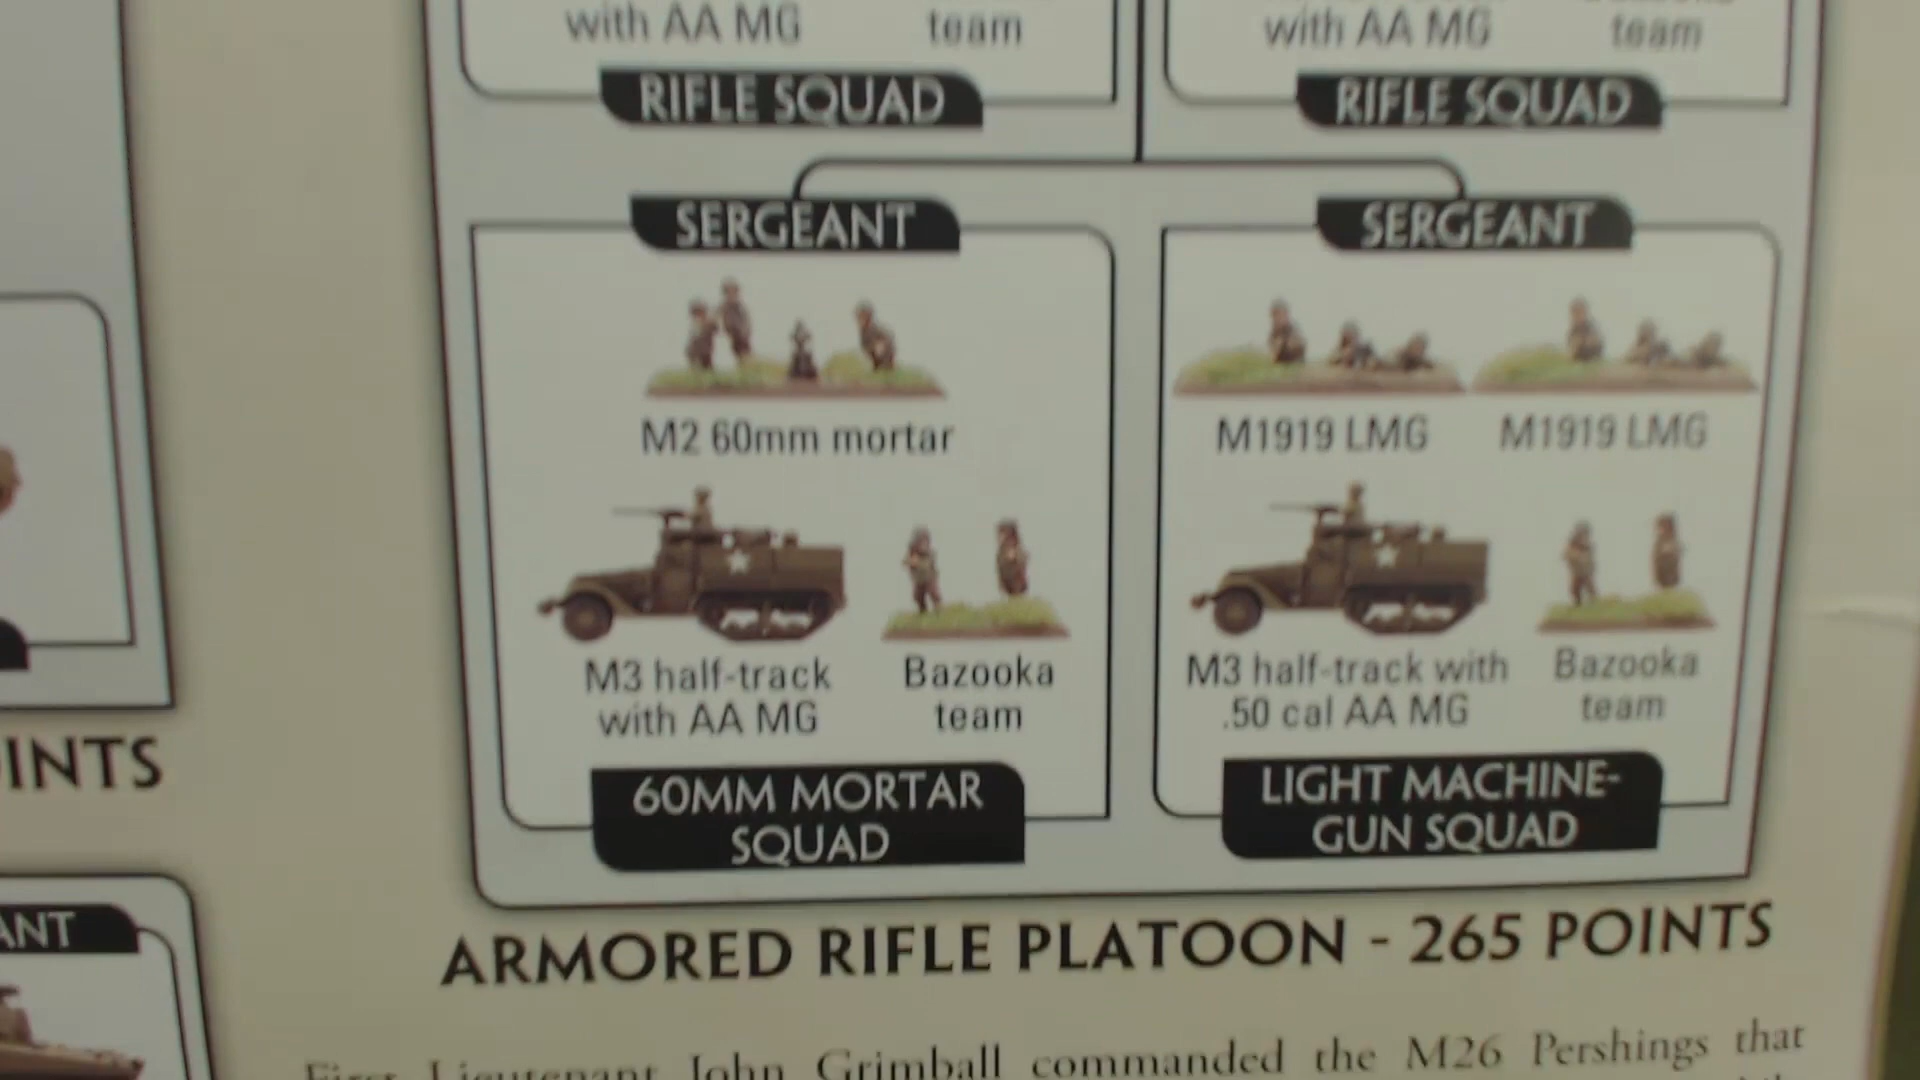 with AA MG team
with AA MG team
RIFLE SQUAD
RIFLE SQUAD
SERGEANT
M2 60mm mortar
M3 half-track
with AA MG
Bazooka
team
60MM MORTAR
SQUAD
SERGEANT
M1919 LMG
M1919 LMG
M3 half-track with
.50 cal AA MG
Bazooka
team
LIGHT MACHINE-
GUN SQUAD
ARMORED RIFLE PLATOON - 265 POINTS
First Lieutenant John Grimball commanded the M26 Pershings that
INTS
ANT